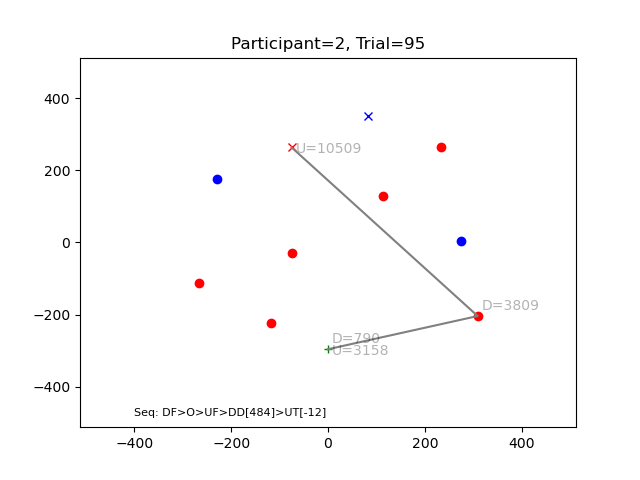 Participant=2, Trial=95
400
200
0
−200
−400
U=10509
D=3809
D=790
U=3158
Seq: DF>O>UF>DD[484]>UT[-12]
−400
−200
0
200
400